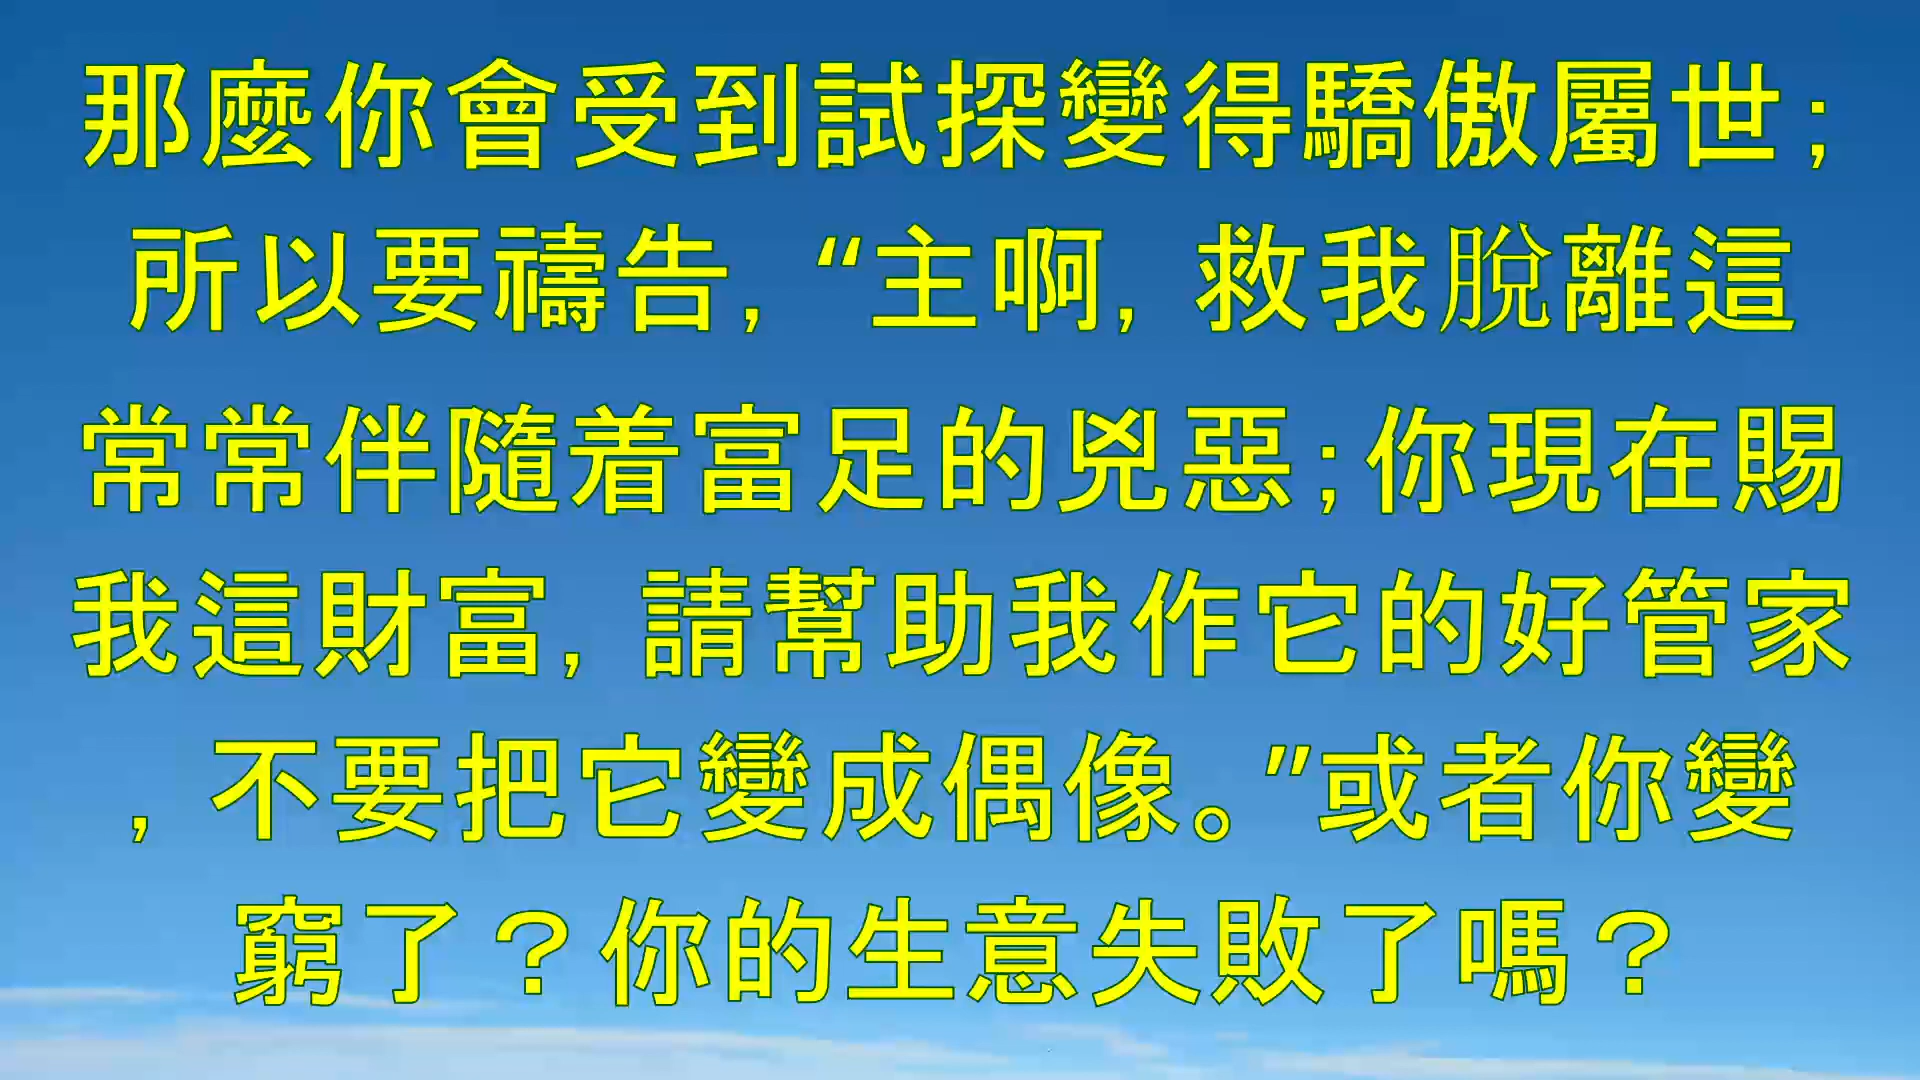 那麼你會受到試探變得驕傲屬世;
所以要禱告, “主啊, 救我脫離這
常常伴隨着富足的兇惡;你現在賜
我這財富, 請幫助我作它的好管家
, 不要把它變成偶像。”或者你變
窮了？你的生意失敗了嗎？